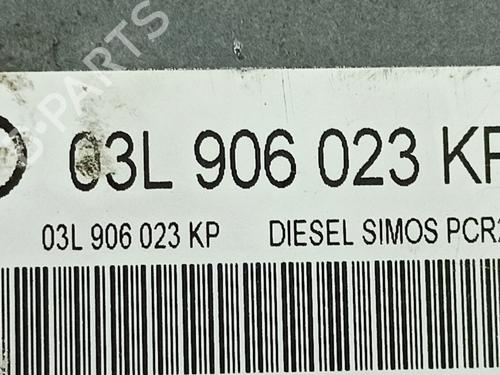 03L 906 023 KP
03L 906 023 KP DIESEL SIMOS PCR2
B-PARTS